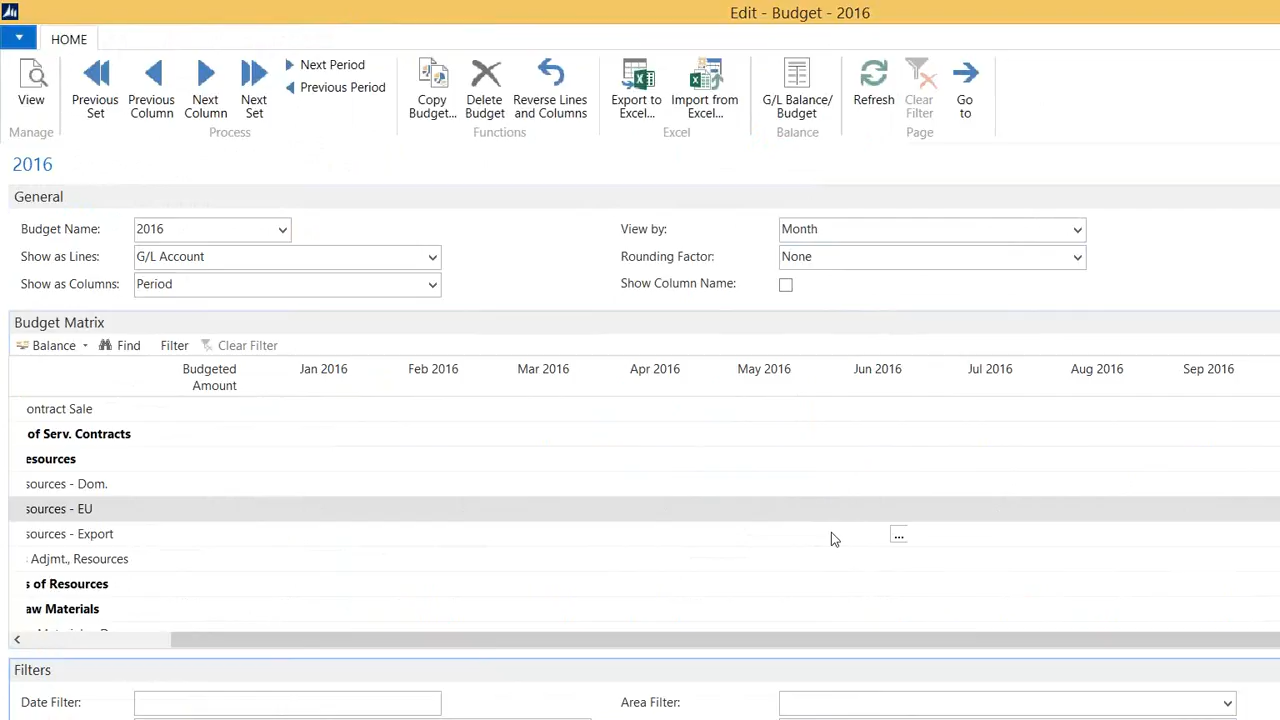 Edit - Budget - 2016
HOME
View
Previous Set
Previous Column
Next Column
Next Set
Next Period
Previous Period
Copy Budget...
Delete Budget
Reverse Lines and Columns
Export to Excel...
Import from Excel...
G/L Balance/ Budget
Refresh
Clear Filter
Go to
Manage
Process
Functions
Excel
Balance
Page
2016
General
Budget Name: 2016
View by: Month
Show as Lines: G/L Account
Rounding Factor: None
Show as Columns: Period
Show Column Name:
Budget Matrix
Balance Find Filter Clear Filter
Budgeted Amount Jan 2016 Feb 2016 Mar 2016 Apr 2016 May 2016 Jun 2016 Jul 2016 Aug 2016 Sep 2016
ontract Sale
of Serv. Contracts
esources
sources - Dom.
sources - EU
sources - Export ...
Adjmt., Resources
s of Resources
aw Materials
Filters
Date Filter:
Area Filter: